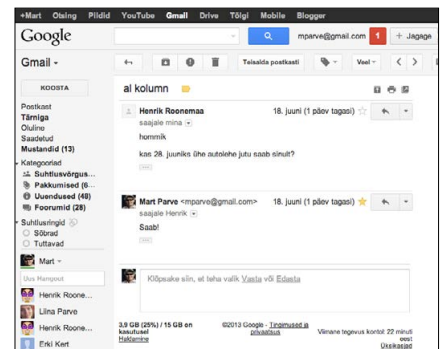 +Mart Otsing Pildid YouTube Gmail Drive Tõlgi Mobile Blogger
Google
mparve@gmail.com 1 + Jagage
Gmail
Teisalda postkasti
Veel
KOOSTA
al kolumn
Postkast
Tärniga
Oluline
Saadetud
Mustandid (13)
Kategooriad
Suhtlusvõrgus...
Pakkumised (6...
Uuendused (48)
Foorumid (28)
Suhtlusringid
Sõbrad
Tuttavad
Mart
Uus Hangout
Henrik Roone...
Liina Parve
Henrik Roone...
Erki Kert
Henrik Roonemaa 18. juuni (1 päev tagasi)
saajale mina
hommik
kas 28. juuniks ühe autolehe jutu saab sinult?
Mart Parve <mparve@gmail.com> 18. juuni (1 päev tagasi)
saajale Henrik
Saab!
Klõpsake siin, et teha valik Vasta või Edasta
3,9 GB (25%) / 15 GB on
kasutusel
Haldamine
©2013 Google - Tingimused ja
privaatsus
Viimane tegevus kontol: 22 minuti
eest
Üksikasjad